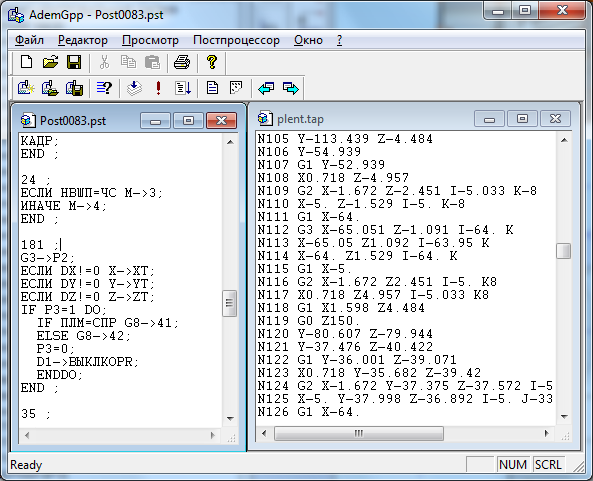 AdemGpp - Post0083.pst
Файл Редактор Просмотр Постпроцессор Окно ?
Post0083.pst
КАДР;
END ;
24 ;
ЕСЛИ НВШП=ЧС M->3;
ИНАЧЕ M->4;
END ;
181 ;
G3->P2;
ЕСЛИ DX!=0 X->XT;
ЕСЛИ DY!=0 Y->YT;
ЕСЛИ DZ!=0 Z->ZT;
IF P3=1 DO;
IF ПЛМ=СПР G8->41;
ELSE G8->42;
P3=0;
D1->ВЫКЛКОРR;
ENDDO;
END ;
35 ;
plent.tap
N105 Y-113.439 Z-4.484
N106 Y-54.939
N107 G1 Y-52.939
N108 X0.718 Z-4.957
N109 G2 X-1.672 Z-2.451 I-5.033 K-8
N110 X-5. Z-1.529 I-5. K-8
N111 G1 X-64.
N112 G3 X-65.051 Z-1.091 I-64. K
N113 X-65.05 Z1.092 I-63.95 K
N114 X-64. Z1.529 I-64. K
N115 G1 X-5.
N116 G2 X-1.672 Z2.451 I-5. K8
N117 X0.718 Z4.957 I-5.033 K8
N118 G1 X1.598 Z4.484
N119 G0 Z150.
N120 Y-80.607 Z-79.944
N121 Y-37.476 Z-40.422
N122 G1 Y-36.001 Z-39.071
N123 X0.718 Y-35.682 Z-39.42
N124 G2 X-1.672 Y-37.375 Z-37.572 I-5
N125 X-5. Y-37.998 Z-36.892 I-5. J-33
N126 G1 X-64.
Ready NUM SCRL